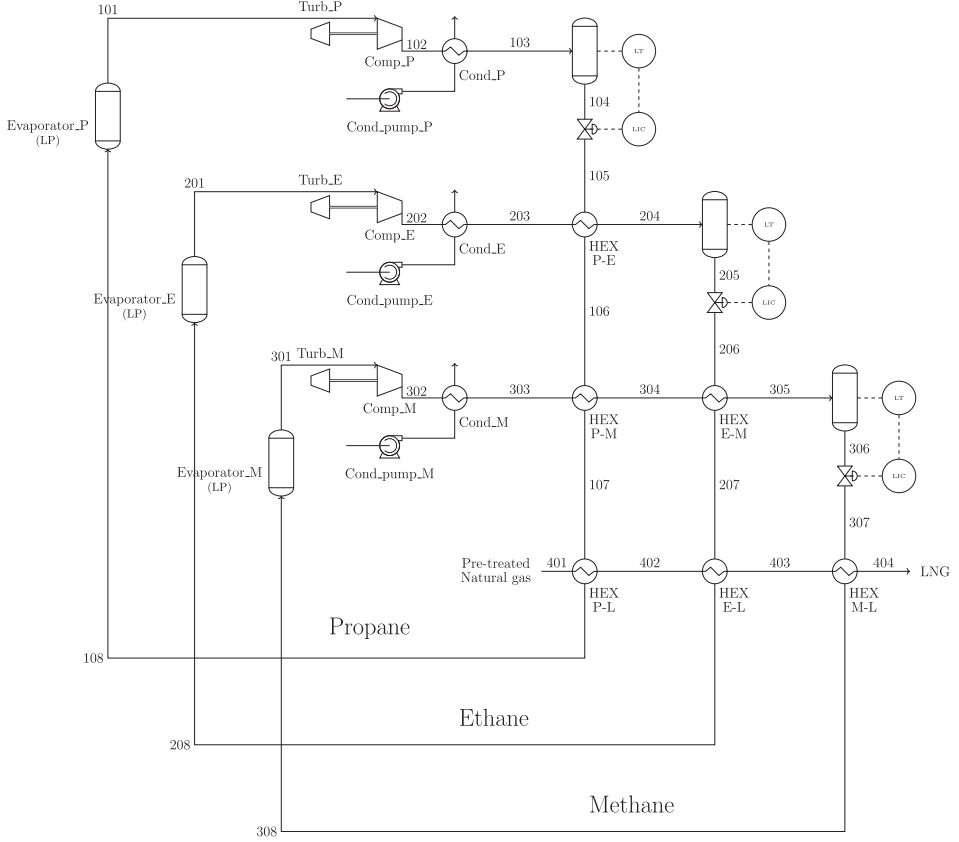 101
Turb_P
102
103
LT
Comp_P
Cond_P
104
Evaporator_P
(LP)
Cond_pump_P
LIC
105
201
Turb_E
202
203
204
LT
Comp_E
Cond_E
HEX
P-E
205
Evaporator_E
(LP)
Cond_pump_E
LIC
106
206
301
Turb_M
302
303
304
305
LT
Comp_M
Cond_M
HEX
P-M
HEX
E-M
306
Evaporator_M
(LP)
Cond_pump_M
LIC
107
207
307
Pre-treated
Natural gas
401
402
403
404
LNG
HEX
P-L
HEX
E-L
HEX
M-L
Propane
108
Ethane
208
Methane
308